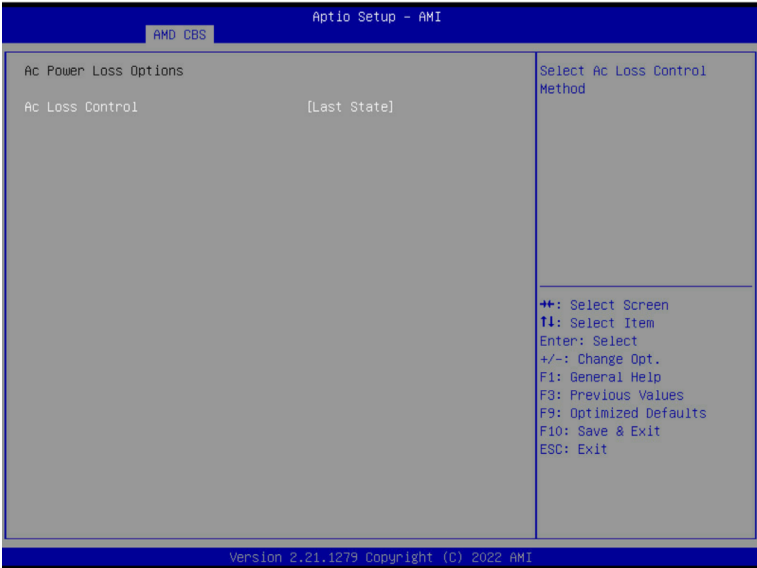 Aptio Setup – AMI
AMD CBS
Ac Power Loss Options
Ac Loss Control [Last State]
Select Ac Loss Control
Method
→←: Select Screen
↑↓: Select Item
Enter: Select
+/-: Change Opt.
F1: General Help
F3: Previous Values
F9: Optimized Defaults
F10: Save & Exit
ESC: Exit
Version 2.21.1279 Copyright (C) 2022 AMI